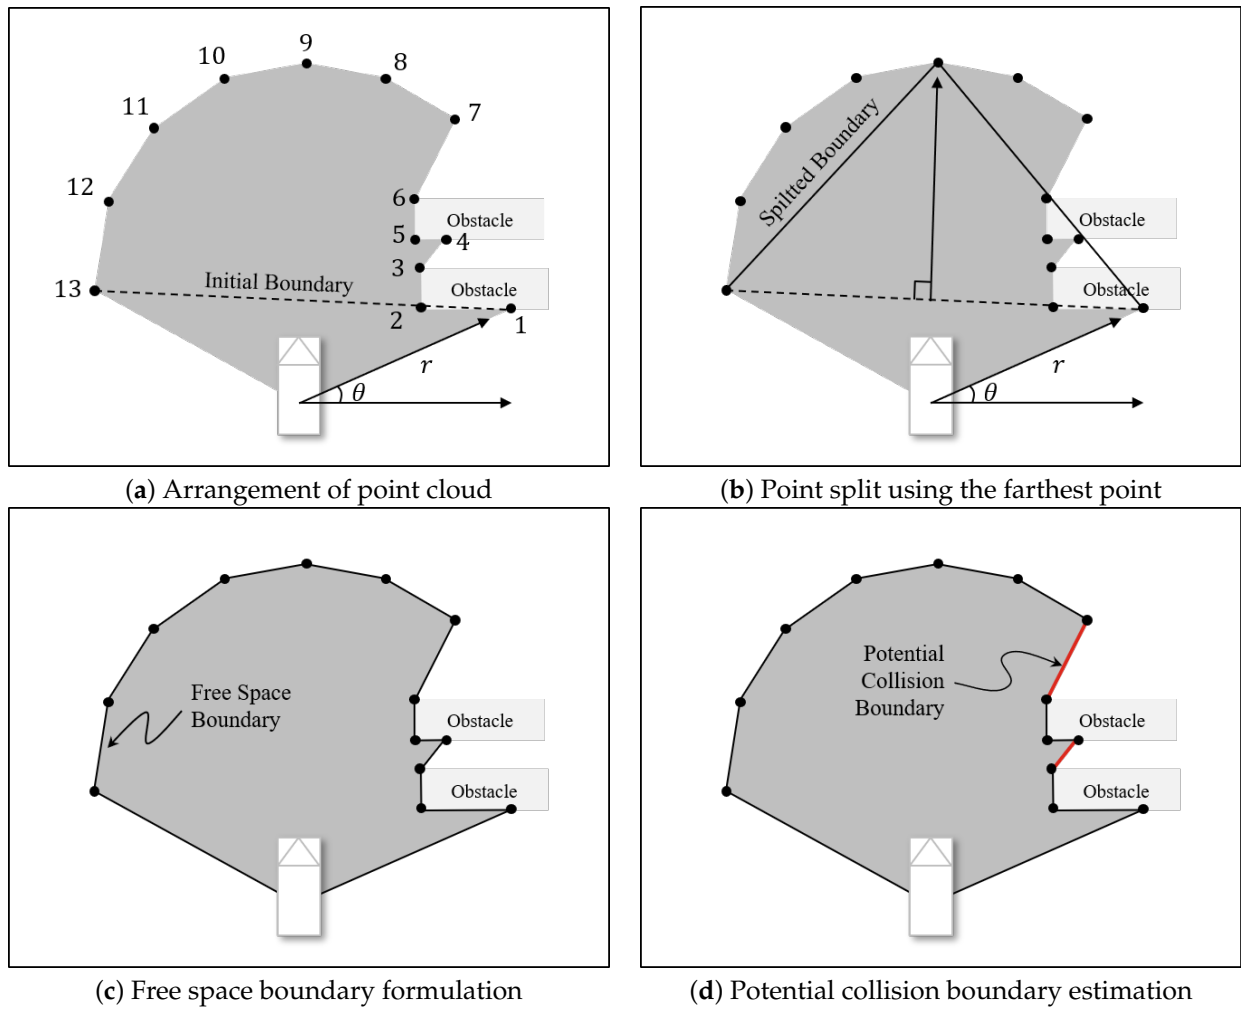 9
10
8
11
7
12
6
Obstacle
5
4
3
Initial Boundary
13
Obstacle
2
1
r
θ
(a) Arrangement of point cloud
Spiltted Boundary
Obstacle
Obstacle
r
θ
(b) Point split using the farthest point
Free Space
Boundary
Obstacle
Obstacle
(c) Free space boundary formulation
Potential
Collision
Boundary
Obstacle
Obstacle
(d) Potential collision boundary estimation